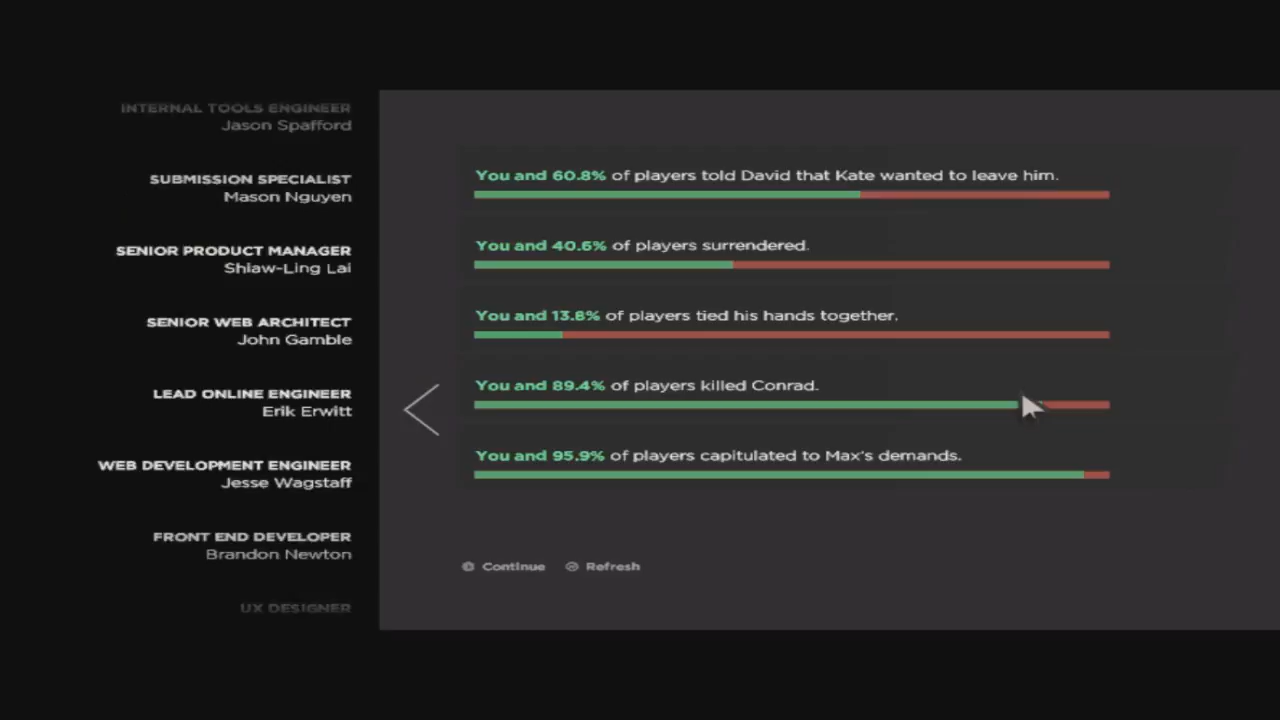 INTERNAL TOOLS ENGINEER
Jason Spafford
SUBMISSION SPECIALIST
Mason Nguyen
SENIOR PRODUCT MANAGER
Shiaw-Ling Lai
SENIOR WEB ARCHITECT
John Gamble
LEAD ONLINE ENGINEER
Erik Erwitt
WEB DEVELOPMENT ENGINEER
Jesse Wagstaff
FRONT END DEVELOPER
Brandon Newton
UX DESIGNER
You and 60.8% of players told David that Kate wanted to leave him.
You and 40.6% of players surrendered.
You and 13.8% of players tied his hands together.
You and 89.4% of players killed Conrad.
You and 95.9% of players capitulated to Max's demands.
Continue Refresh